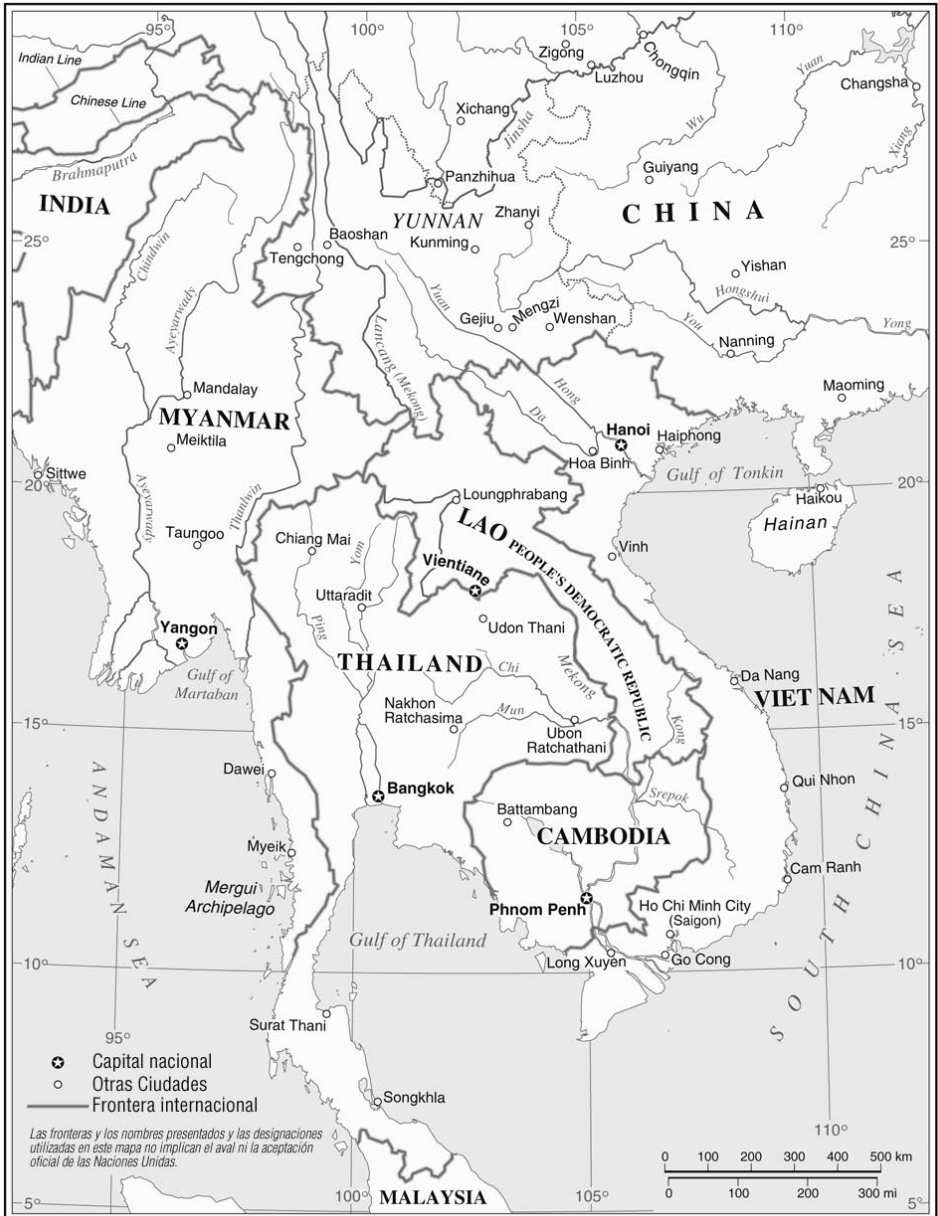 95°
100°
105°
110°
Indian Line
Chinese Line
Brahmaputra
INDIA
Zigong
Luzhou
Chongqin
Yuan
Changsha
Xichang
Jinsha
Wu
Xiang
Guiyang
Panzhihua
YUNNAN
Zhanyi
CHINA
25°
Baoshan
Kunming
25°
Tengchong
Chindwin
Yishan
Hongshui
Yuan
Gejiu
Mengzi
Wenshan
You
Yong
Ayeyarwady
Lancang (Mekong)
Nanning
Mandalay
Hong
Maoming
MYANMAR
Da
Meiktila
Hanoi
Haiphong
Hoa Binh
Sittwe
Gulf of Tonkin
20°
20°
Haikou
Hainan
Ayeyarwady
Thanlwin
Loungphrabang
Taungoo
Chiang Mai
Yom
LAO PEOPLE'S DEMOCRATIC REPUBLIC
Vinh
Vientiane
Uttaradit
Yangon
Ping
Udon Thani
Gulf of
Martaban
THAILAND
Chi
Mekong
Da Nang
VIET NAM
Nakhon
Ratchasima
Mun
Kong
15°
15°
Ubon
Ratchathani
Dawei
Bangkok
Qui Nhon
Srepok
Battambang
CAMBODIA
ANDAMAN SEA
Myeik
Cam Ranh
Mergui
Archipelago
Phnom Penh
Ho Chi Minh City
(Saigon)
SOUTH CHINA SEA
Gulf of Thailand
10°
Long Xuyen
Go Cong
10°
Surat Thani
95°
Capital nacional
Otras Ciudades
Frontera internacional
Songkhla
Las fronteras y los nombres presentados y las designaciones
utilizadas en este mapa no implican el aval ni la aceptación
oficial de las Naciones Unidas.
110°
0 100 200 300 400 500 km
0 100 200 300 mi
5°
100°
MALAYSIA
105°
5°